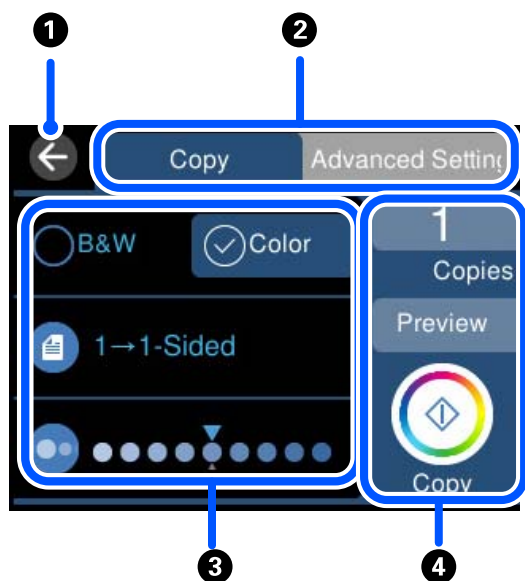 1 2
Copy Advanced Setting
B&W Color
1
Copies
1→1-Sided
Preview
Copy
3 4